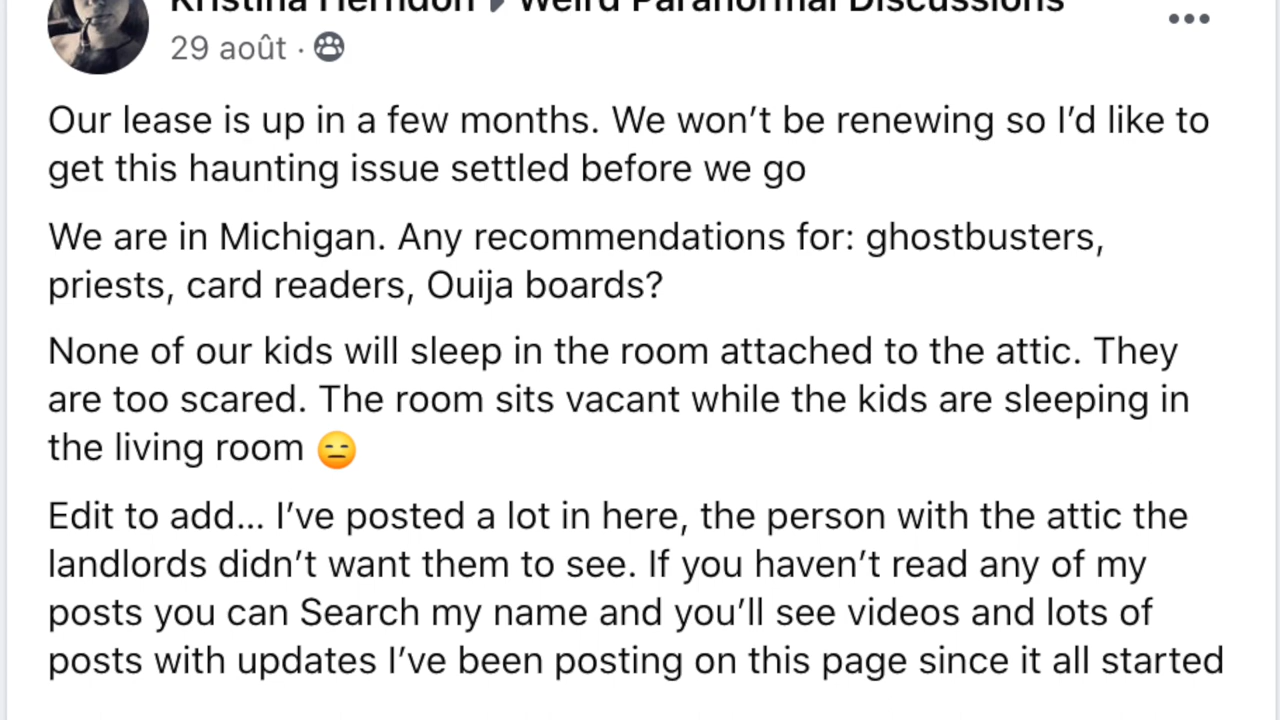 Kristina Herndon Weird Paranormal Discussions
29 août ·
Our lease is up in a few months. We won’t be renewing so I’d like to
get this haunting issue settled before we go
We are in Michigan. Any recommendations for: ghostbusters,
priests, card readers, Ouija boards?
None of our kids will sleep in the room attached to the attic. They
are too scared. The room sits vacant while the kids are sleeping in
the living room 😑
Edit to add... I’ve posted a lot in here, the person with the attic the
landlords didn’t want them to see. If you haven’t read any of my
posts you can Search my name and you’ll see videos and lots of
posts with updates I’ve been posting on this page since it all started